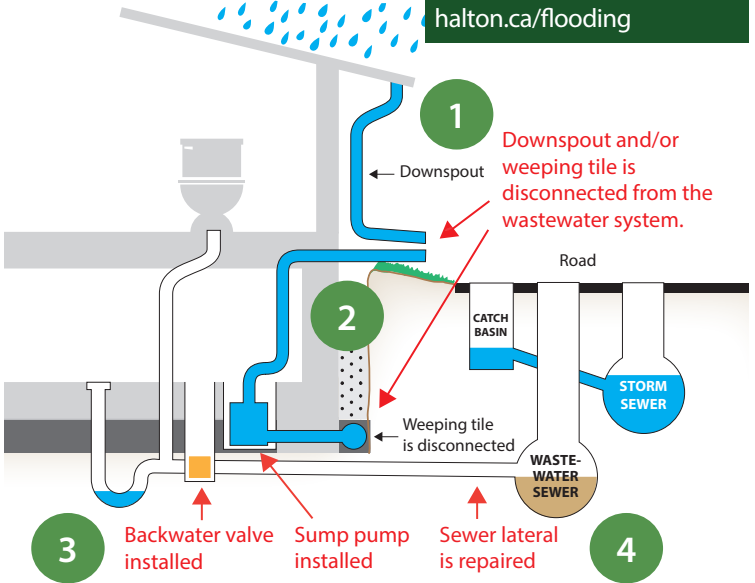 halton.ca/flooding
1
Downspout and/or
weeping tile is
disconnected from the
wastewater system.
Downspout
Road
2
CATCH
BASIN
STORM
SEWER
Weeping tile
is disconnected
WASTE-
WATER
SEWER
3
Backwater valve
installed
Sump pump
installed
Sewer lateral
is repaired
4